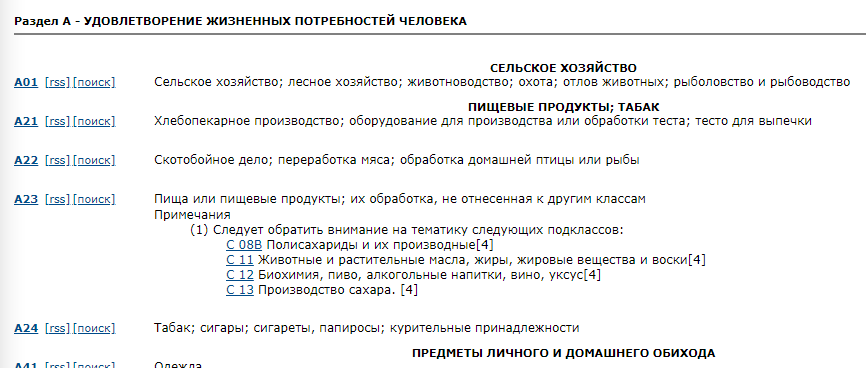 Раздел А - УДОВЛЕТВОРЕНИЕ ЖИЗНЕННЫХ ПОТРЕБНОСТЕЙ ЧЕЛОВЕКА
СЕЛЬСКОЕ ХОЗЯЙСТВО
A01 [rss][поиск] Сельское хозяйство; лесное хозяйство; животноводство; охота; отлов животных; рыболовство и рыбоводство
ПИЩЕВЫЕ ПРОДУКТЫ; ТАБАК
A21 [rss][поиск] Хлебопекарное производство; оборудование для производства или обработки теста; тесто для выпечки
A22 [rss][поиск] Скотобойное дело; переработка мяса; обработка домашней птицы или рыбы
A23 [rss][поиск] Пища или пищевые продукты; их обработка, не отнесенная к другим классам
Примечания
(1) Следует обратить внимание на тематику следующих подклассов:
C 08B Полисахариды и их производные[4]
C 11 Животные и растительные масла, жиры, жировые вещества и воски[4]
C 12 Биохимия, пиво, алкогольные напитки, вино, уксус[4]
C 13 Производство сахара. [4]
A24 [rss][поиск] Табак; сигары; сигареты, папиросы; курительные принадлежности
ПРЕДМЕТЫ ЛИЧНОГО И ДОМАШНЕГО ОБИХОДА
A41 [rss][поиск] Одежда